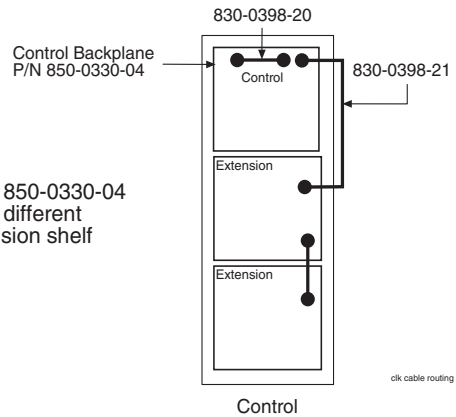 830-0398-20
Control Backplane
P/N 850-0330-04
Control
830-0398-21
Extension
850-0330-04
different
sion shelf
Extension
clk cable routing
Control